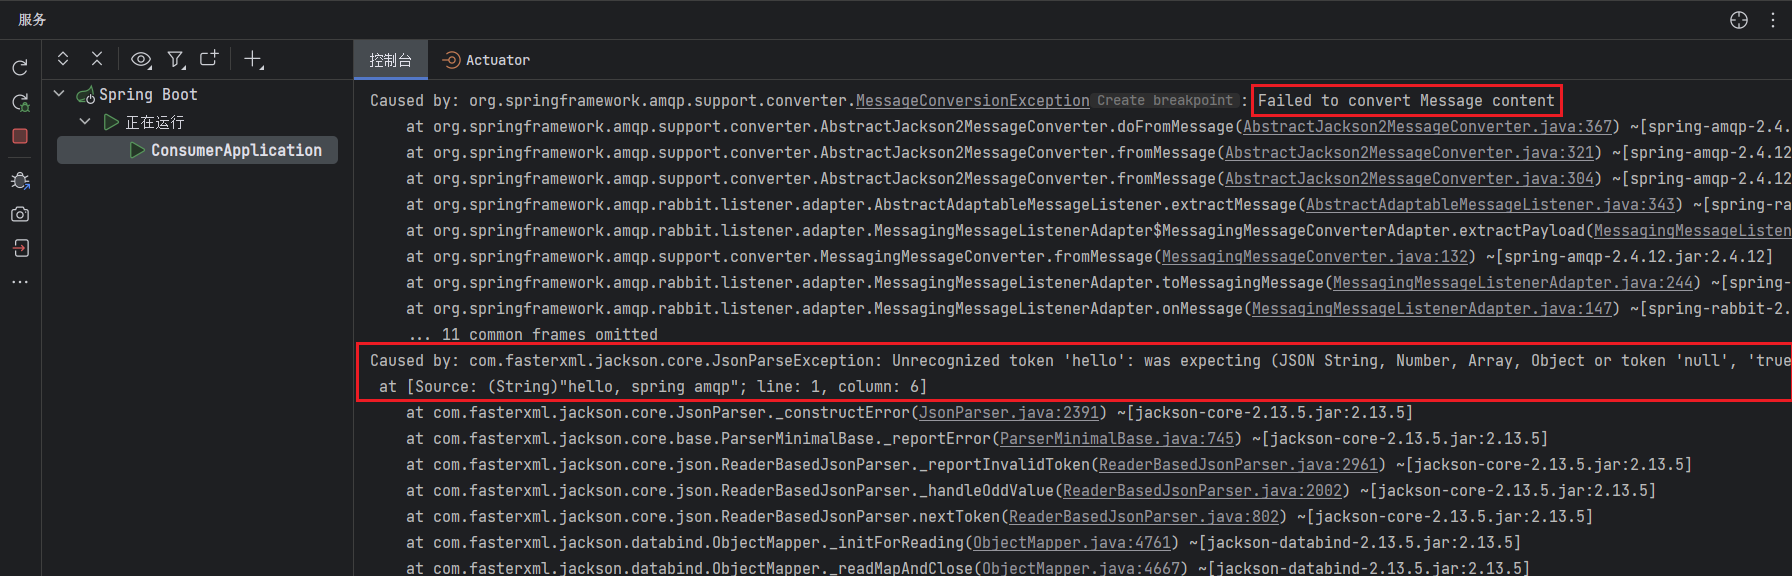 服务
控制台
Actuator
Spring Boot
正在运行
ConsumerApplication
Caused by: org.springframework.amqp.support.converter.MessageConversionException Create breakpoint : Failed to convert Message content
at org.springframework.amqp.support.converter.AbstractJackson2MessageConverter.doFromMessage(AbstractJackson2MessageConverter.java:367) ~[spring-amqp-2.4.
at org.springframework.amqp.support.converter.AbstractJackson2MessageConverter.fromMessage(AbstractJackson2MessageConverter.java:321) ~[spring-amqp-2.4.12
at org.springframework.amqp.support.converter.AbstractJackson2MessageConverter.fromMessage(AbstractJackson2MessageConverter.java:304) ~[spring-amqp-2.4.12
at org.springframework.amqp.rabbit.listener.adapter.AbstractAdaptableMessageListener.extractMessage(AbstractAdaptableMessageListener.java:343) ~[spring-ra
at org.springframework.amqp.rabbit.listener.adapter.MessagingMessageListenerAdapter$MessagingMessageConverterAdapter.extractPayload(MessagingMessageListen
at org.springframework.amqp.support.converter.MessagingMessageConverter.fromMessage(MessagingMessageConverter.java:132) ~[spring-amqp-2.4.12.jar:2.4.12]
at org.springframework.amqp.rabbit.listener.adapter.MessagingMessageListenerAdapter.toMessagingMessage(MessagingMessageListenerAdapter.java:244) ~[spring-
at org.springframework.amqp.rabbit.listener.adapter.MessagingMessageListenerAdapter.onMessage(MessagingMessageListenerAdapter.java:147) ~[spring-rabbit-2.
... 11 common frames omitted
Caused by: com.fasterxml.jackson.core.JsonParseException: Unrecognized token 'hello': was expecting (JSON String, Number, Array, Object or token 'null', 'true
at [Source: (String)"hello, spring amqp"; line: 1, column: 6]
at com.fasterxml.jackson.core.JsonParser._constructError(JsonParser.java:2391) ~[jackson-core-2.13.5.jar:2.13.5]
at com.fasterxml.jackson.core.base.ParserMinimalBase._reportError(ParserMinimalBase.java:745) ~[jackson-core-2.13.5.jar:2.13.5]
at com.fasterxml.jackson.core.json.ReaderBasedJsonParser._reportInvalidToken(ReaderBasedJsonParser.java:2961) ~[jackson-core-2.13.5.jar:2.13.5]
at com.fasterxml.jackson.core.json.ReaderBasedJsonParser._handleOddValue(ReaderBasedJsonParser.java:2002) ~[jackson-core-2.13.5.jar:2.13.5]
at com.fasterxml.jackson.core.json.ReaderBasedJsonParser.nextToken(ReaderBasedJsonParser.java:802) ~[jackson-core-2.13.5.jar:2.13.5]
at com.fasterxml.jackson.databind.ObjectMapper._initForReading(ObjectMapper.java:4761) ~[jackson-databind-2.13.5.jar:2.13.5]
at com.fasterxml.jackson.databind.ObjectMapper._readMapAndClose(ObjectMapper.java:4667) ~[jackson-databind-2.13.5.jar:2.13.5]